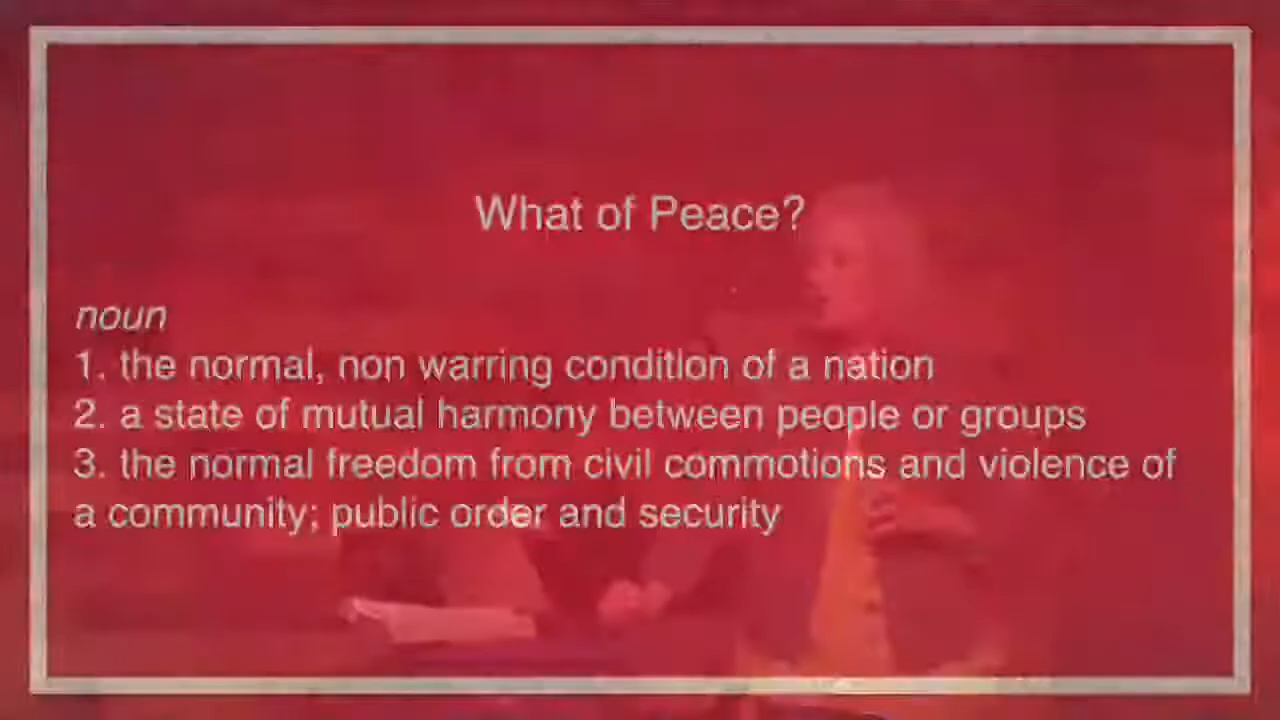 What of Peace?
noun
1. the normal, non warring condition of a nation
2. a state of mutual harmony between people or groups
3. the normal freedom from civil commotions and violence of
a community; public order and security